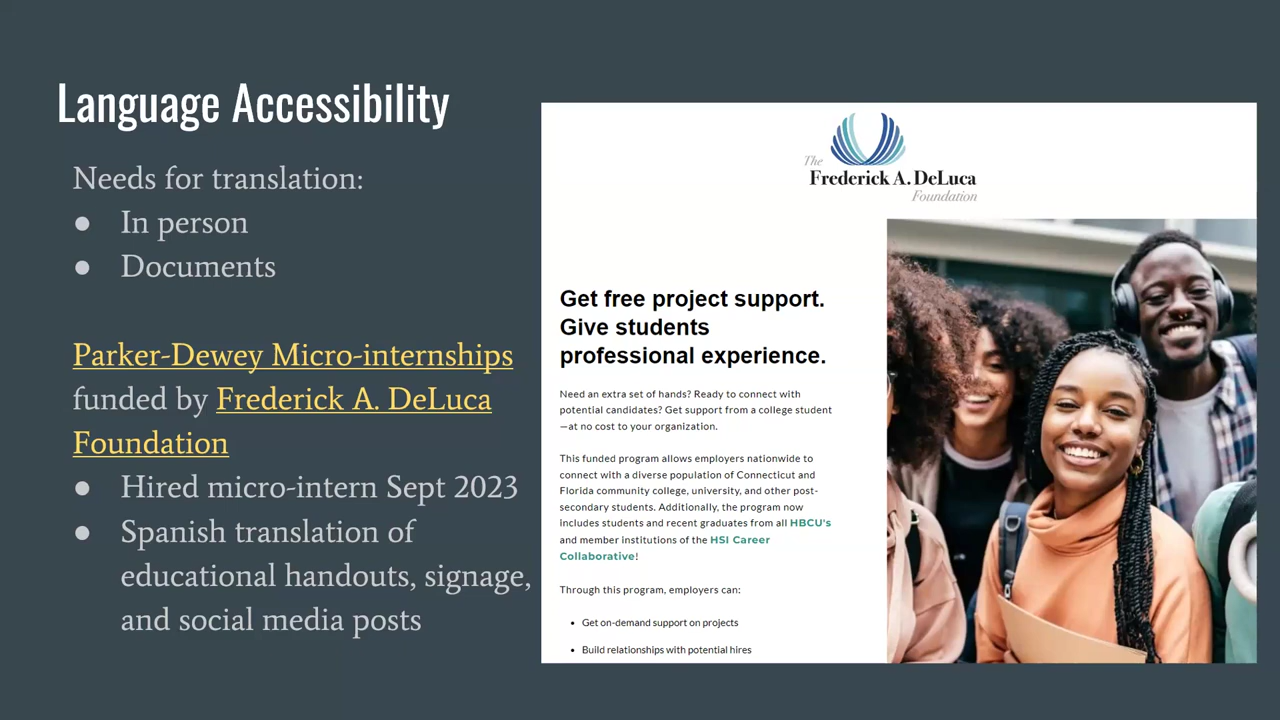 Language Accessibility
Needs for translation:
● In person
● Documents
Parker-Dewey Micro-internships
funded by Frederick A. DeLuca
Foundation
● Hired micro-intern Sept 2023
● Spanish translation of
educational handouts, signage,
and social media posts
The
Frederick A. DeLuca
Foundation
Get free project support.
Give students
professional experience.
Need an extra set of hands? Ready to connect with
potential candidates? Get support from a college student
—at no cost to your organization.
This funded program allows employers nationwide to
connect with a diverse population of Connecticut and
Florida community college, university, and other post-
secondary students. Additionally, the program now
includes students and recent graduates from all HBCU's
and member institutions of the HSI Career
Collaborative!
Through this program, employers can:
• Get on-demand support on projects
• Build relationships with potential hires